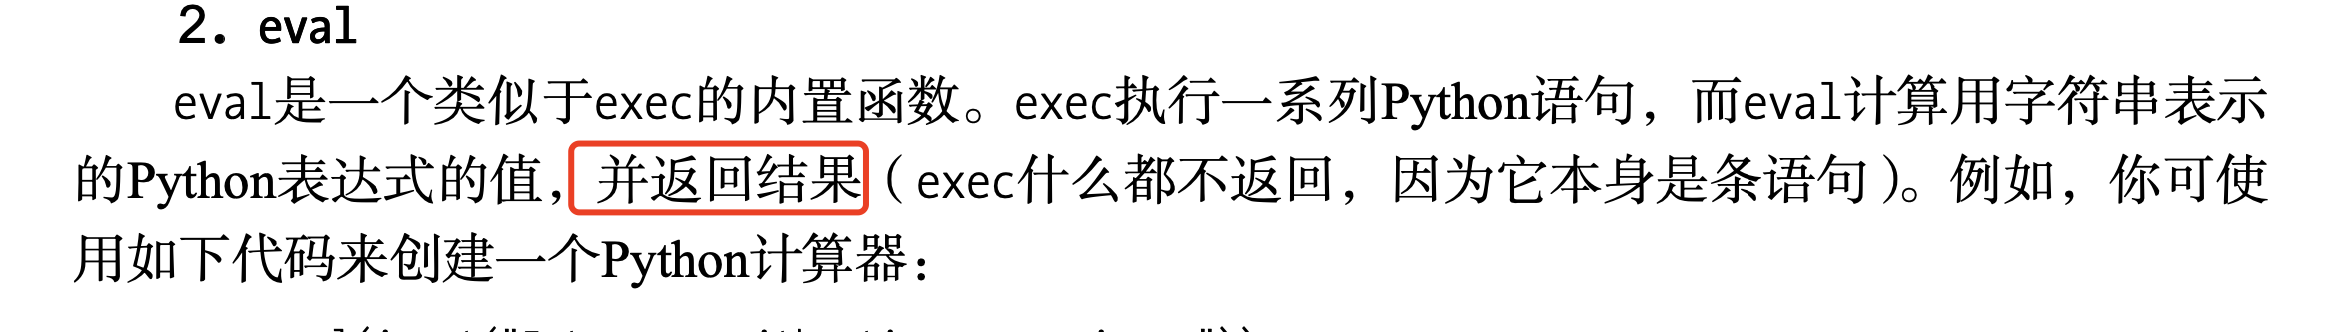 2. eval
eval是一个类似于exec的内置函数。exec执行一系列Python语句，而eval计算用字符串表示
的Python表达式的值，并返回结果（exec什么都不返回，因为它本身是条语句）。例如，你可使
用如下代码来创建一个Python计算器：